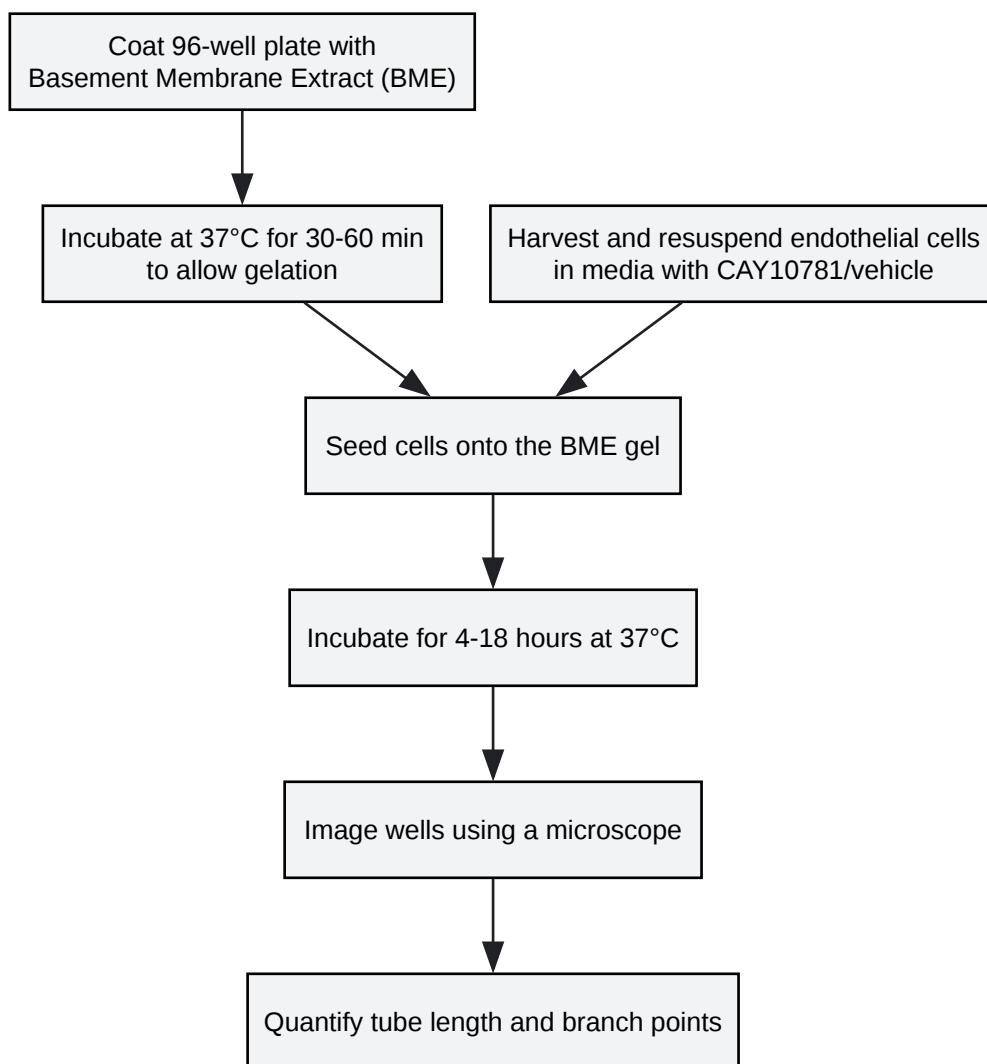 Coat 96-well plate with
Basement Membrane Extract (BME)
Incubate at 37°C for 30-60 min
to allow gelation
Harvest and resuspend endothelial cells
in media with CAY10781/vehicle
Seed cells onto the BME gel
Incubate for 4-18 hours at 37°C
Image wells using a microscope
Quantify tube length and branch points